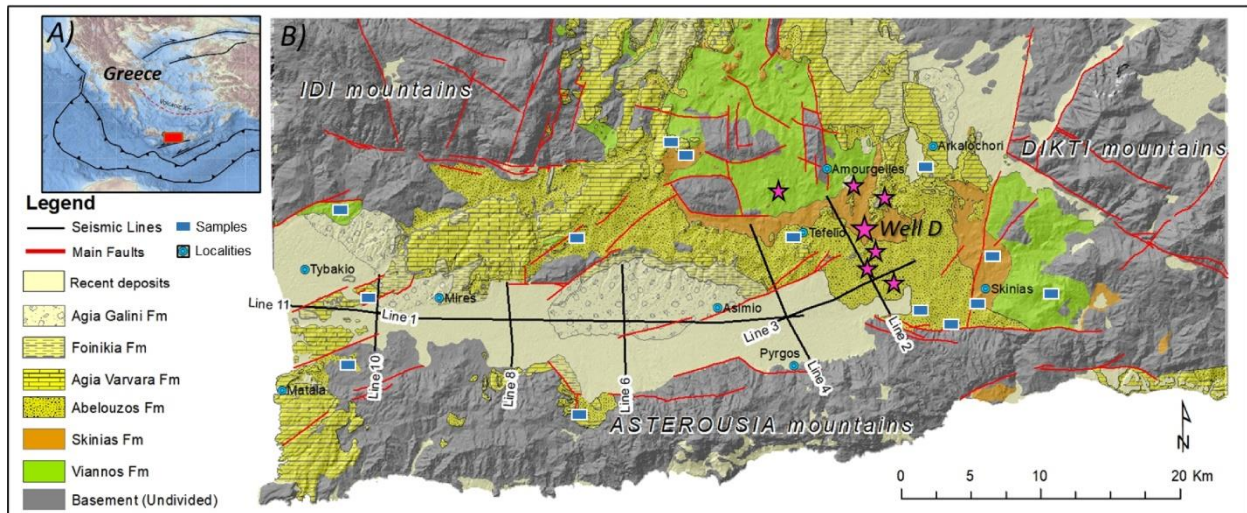 A)
Greece
Volcanic Arc
Legend
Seismic Lines
Samples
Main Faults
Localities
Recent deposits
Agia Galini Fm
Foinikia Fm
Agia Varvara Fm
Abelouzos Fm
Skinias Fm
Viannos Fm
Basement (Undivided)
B)
IDI mountains
DIKTI mountains
Arkalochori
Amourgelles
Tefelio
Well D
Tybakio
Mires
Asimio
Skinias
Line 11
Line 1
Line 3
Line 2
Pyrgos
Matala
Line 10
Line 8
Line 6
Line 4
ASTEROUSIA mountains
N
0 5 10 20 Km